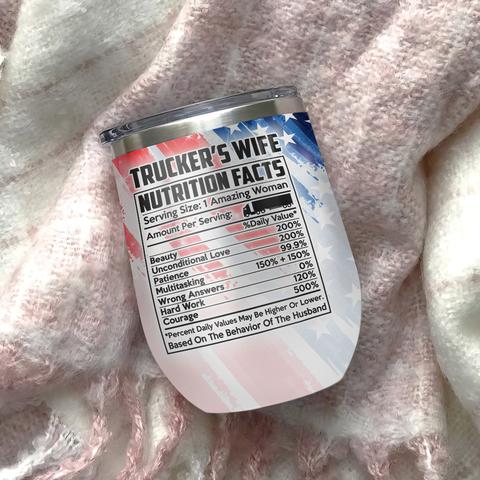 TRUCKER'S WIFE
NUTRITION FACTS
Serving Size: 1 Amazing Woman
Amount Per Serving:
%Daily Value*
Beauty 200%
Unconditional Love 200%
Patience 99.9%
Multitasking 150% + 150%
Wrong Answers 0%
Hard Work 120%
Courage 500%
*Percent Daily Values May Be Higher Or Lower.
Based On The Behavior Of The Husband